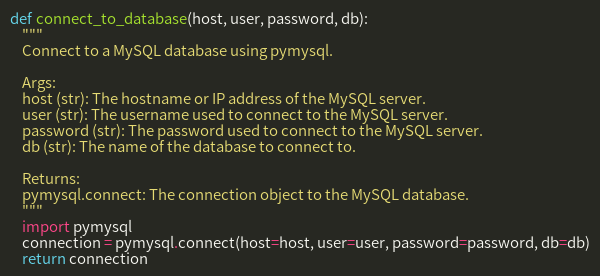 def connect_to_database(host, user, password, db):
"""
Connect to a MySQL database using pymysql.
Args:
host (str): The hostname or IP address of the MySQL server.
user (str): The username used to connect to the MySQL server.
password (str): The password used to connect to the MySQL server.
db (str): The name of the database to connect to.
Returns:
pymysql.connect: The connection object to the MySQL database.
"""
import pymysql
connection = pymysql.connect(host=host, user=user, password=password, db=db)
return connection